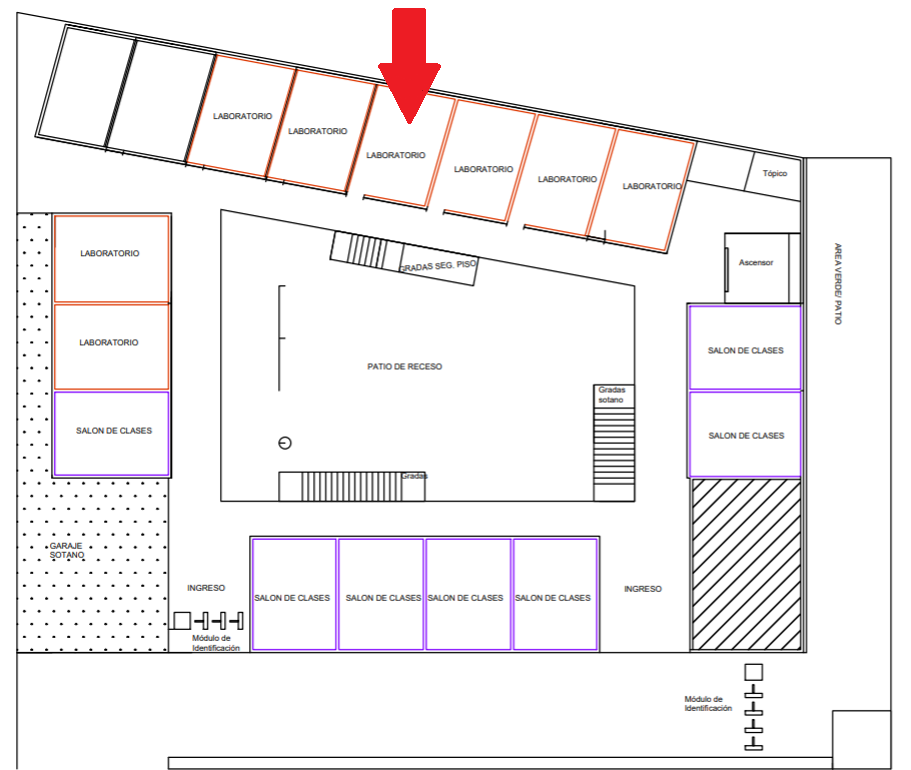 LABORATORIO
LABORATORIO
LABORATORIO
LABORATORIO
LABORATORIO
LABORATORIO
Tópico
LABORATORIO
GRADAS SEG. PISO
Ascensor
AREA VERDE/ PATIO
LABORATORIO
SALON DE CLASES
PATIO DE RECESO
Gradas
sotano
SALON DE CLASES
SALON DE CLASES
Gradas
GARAJE
SOTANO
INGRESO
SALON DE CLASES
SALON DE CLASES
SALON DE CLASES
SALON DE CLASES
INGRESO
Módulo de
Identificación
Módulo de
Identificación